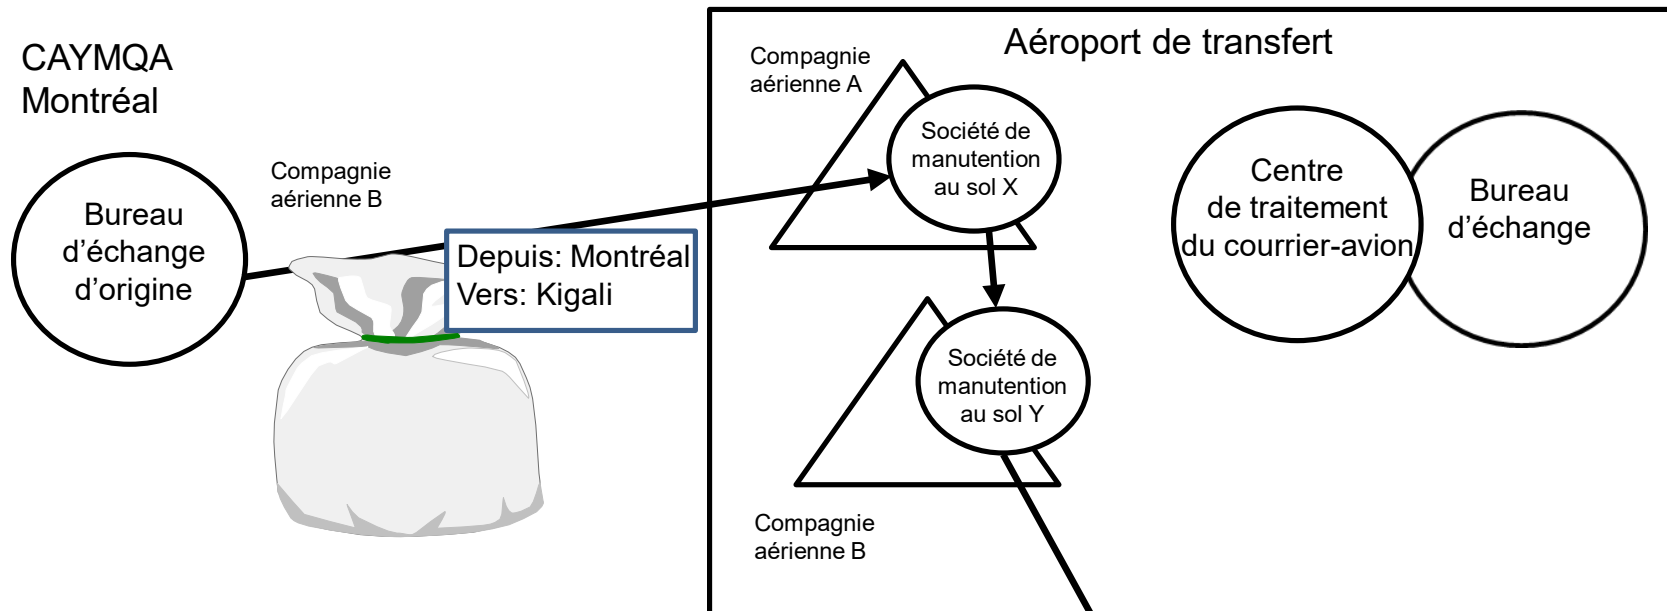 CAYMQA
Montréal
Bureau
d'échange
d'origine
Compagnie
aérienne B
Depuis: Montréal
Vers: Kigali
Aéroport de transfert
Compagnie
aérienne A
Société de
manutention
au sol X
Société de
manutention
au sol Y
Compagnie
aérienne B
Centre
de traitement
du courrier-avion
Bureau
d'échange